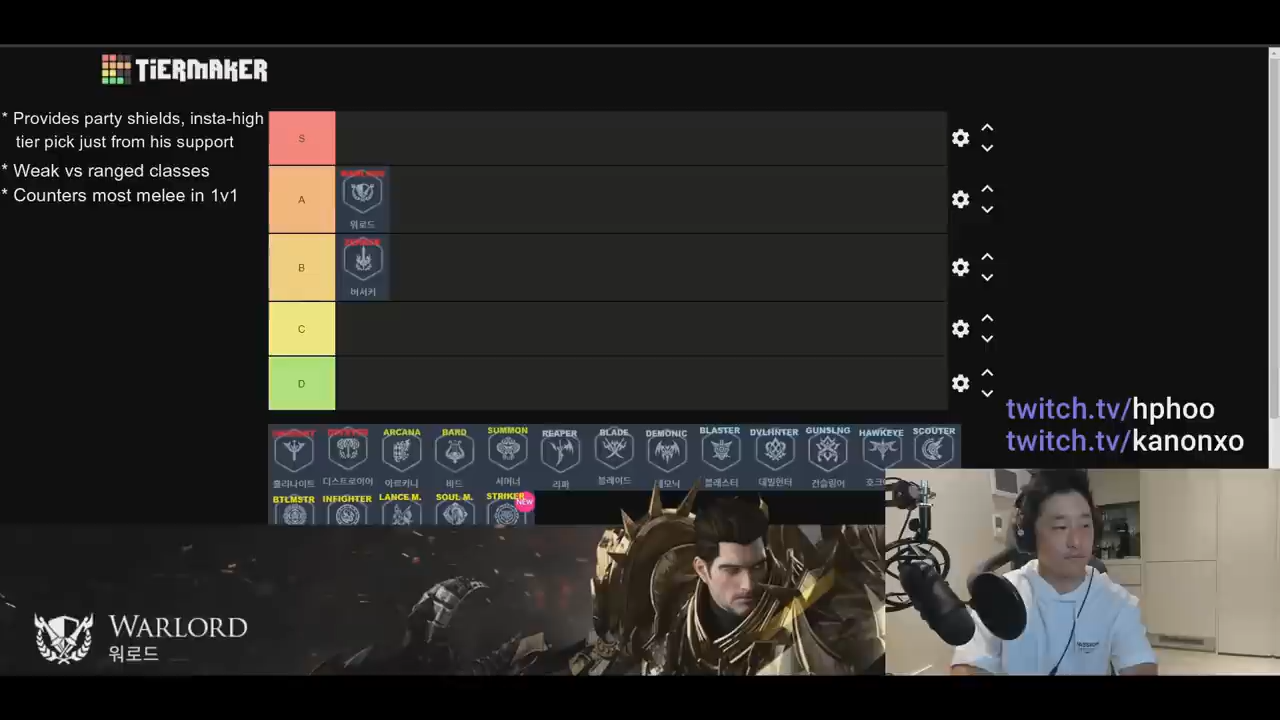 TiERMAKER
* Provides party shields, insta-high
tier pick just from his support
* Weak vs ranged classes
* Counters most melee in 1v1
S
A
워로드
B
버서커
C
D
ARCANA BARD SUMMON REAPER BLADE DEMONIC BLASTER DVLHNTER GUNSLNG HAWKEYE SCOUTER
홀리나이트 디스트로이어 아르카나 바드 서머너 리퍼 블레이드 데모닉 블래스터 데빌헌터 건슬링어
BTLMSTR INFIGHTER LANCE M. SOUL M. STRIKER NEW
twitch.tv/hphoo
twitch.tv/kanonxo
WARLORD
워로드